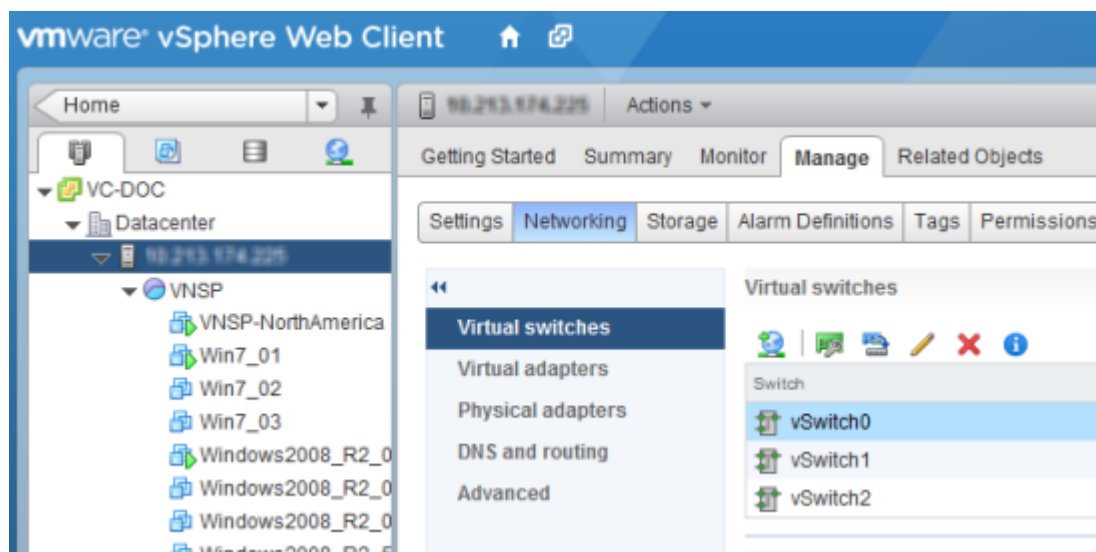 vmware® vSphere Web Client
Home
VC-DOC
Datacenter
VNSP
VNSP-NorthAmerica
Win7_01
Win7_02
Win7_03
Windows2008_R2_0
Windows2008_R2_0
Windows2008_R2_0
Actions
Getting Started Summary Monitor Manage Related Objects
Settings Networking Storage Alarm Definitions Tags Permissions
Virtual switches
Virtual adapters
Physical adapters
DNS and routing
Advanced
Virtual switches
Switch
vSwitch0
vSwitch1
vSwitch2